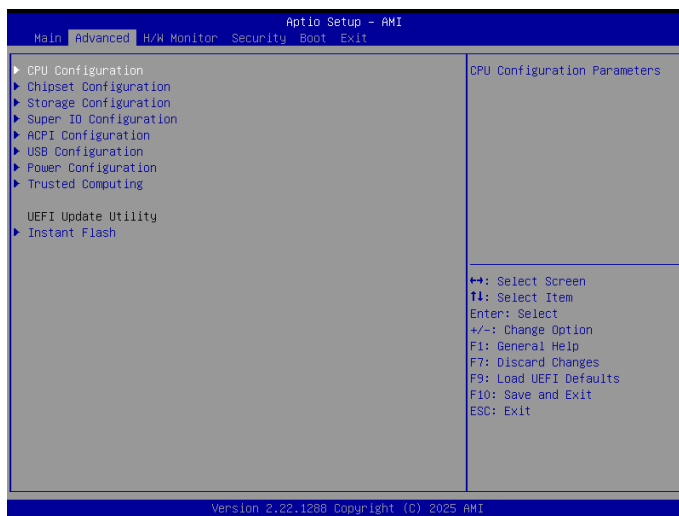 Aptio Setup - AMI
Main Advanced H/W Monitor Security Boot Exit
CPU Configuration
Chipset Configuration
Storage Configuration
Super IO Configuration
ACPI Configuration
USB Configuration
Power Configuration
Trusted Computing
UEFI Update Utility
Instant Flash
CPU Configuration Parameters
↔: Select Screen
↑↓: Select Item
Enter: Select
+/-: Change Option
F1: General Help
F7: Discard Changes
F9: Load UEFI Defaults
F10: Save and Exit
ESC: Exit
Version 2.22.1288 Copyright (C) 2025 AMI